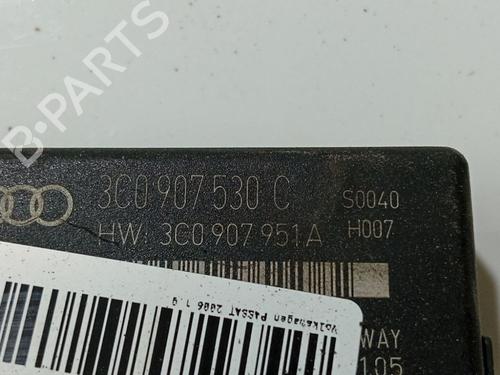 3C0 907 530 C S0040
HW: 3C0 907 951 A H007
WAY
105
Volkswagen PASSAT 2006 1.9
B-PARTS